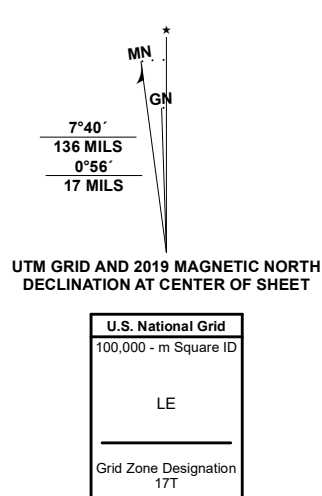 MN
GN
7°40´
136 MILS
0°56´
17 MILS
UTM GRID AND 2019 MAGNETIC NORTH
DECLINATION AT CENTER OF SHEET
U.S. National Grid
100,000 - m Square ID
LE
Grid Zone Designation
17T